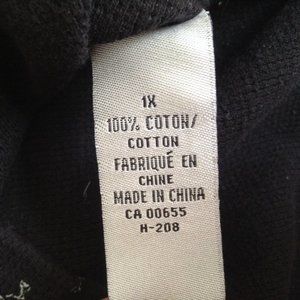 1X
100% COTON/
COTTON
FABRIQUÉ EN
CHINE
MADE IN CHINA
CA 00655
H-208